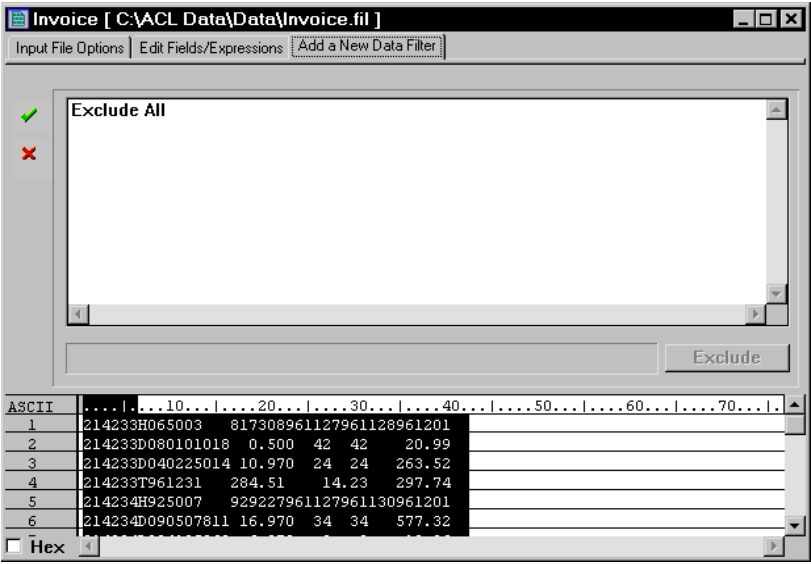 Invoice [ C:\ACL Data\Data\Invoice.fil ]
Input File Options Edit Fields/Expressions Add a New Data Filter
Exclude All
Exclude
ASCII ....|....10...|....20...|....30...|....40...|....50...|....60...|....70...|.
1 214233H065003   817308961127961128961201
2 214233D080101018  0.500  42  42     20.99
3 214233D040225014 10.970  24  24    263.52
4 214233T961231   284.51     14.23   297.74
5 214234H925007   929227961127961130961201
6 214234D090507811 16.970  34  34    577.32
Hex